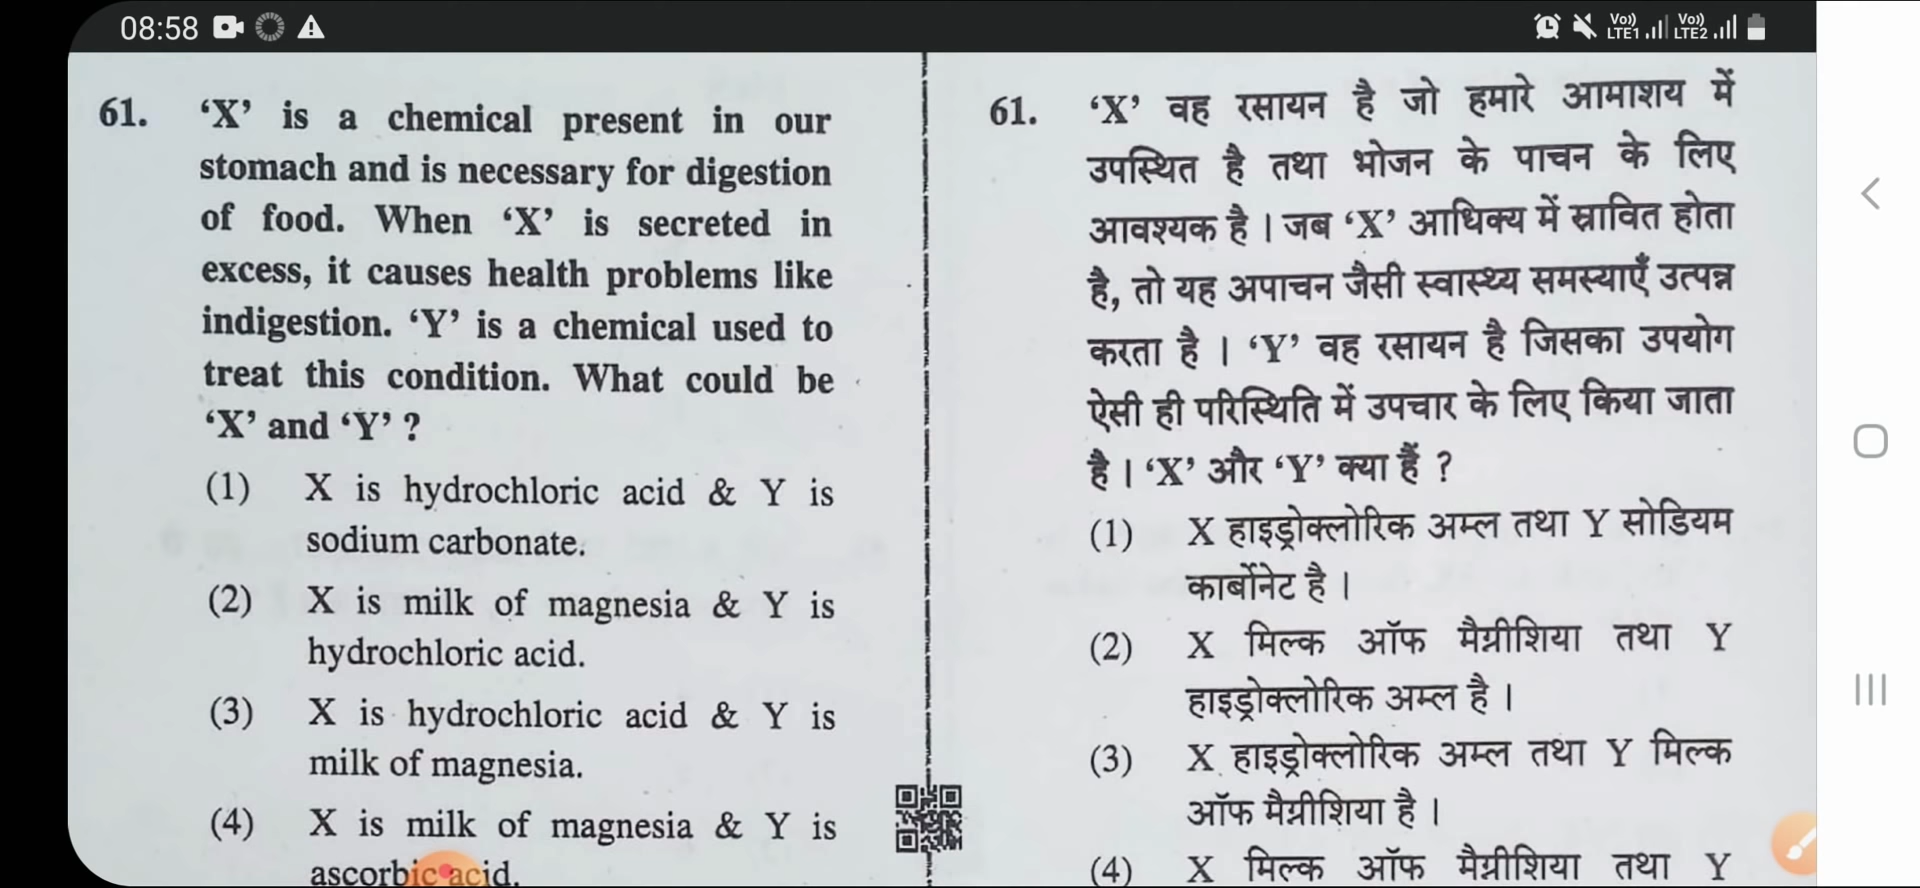 08:58
Vo)) LTE1 Vo)) LTE2
61. ‘X’ is a chemical present in our
stomach and is necessary for digestion
of food. When ‘X’ is secreted in
excess, it causes health problems like
indigestion. ‘Y’ is a chemical used to
treat this condition. What could be
‘X’ and ‘Y’ ?
(1) X is hydrochloric acid & Y is
sodium carbonate.
(2) X is milk of magnesia & Y is
hydrochloric acid.
(3) X is hydrochloric acid & Y is
milk of magnesia.
(4) X is milk of magnesia & Y is
ascorbic acid.
61. ‘X’ वह रसायन है जो हमारे आमाशय में
उपस्थित है तथा भोजन के पाचन के लिए
आवश्यक है । जब ‘X’ आधिक्य में स्रावित होता
है, तो यह अपाचन जैसी स्वास्थ्य समस्याएँ उत्पन्न
करता है । ‘Y’ वह रसायन है जिसका उपयोग
ऐसी ही परिस्थिति में उपचार के लिए किया जाता
है । ‘X’ और ‘Y’ क्या हैं ?
(1) X हाइड्रोक्लोरिक अम्ल तथा Y सोडियम
कार्बोनेट है ।
(2) X मिल्क ऑफ मैग्नीशिया तथा Y
हाइड्रोक्लोरिक अम्ल है ।
(3) X हाइड्रोक्लोरिक अम्ल तथा Y मिल्क
ऑफ मैग्नीशिया है ।
(4) X मिल्क ऑफ मैग्नीशिया तथा Y